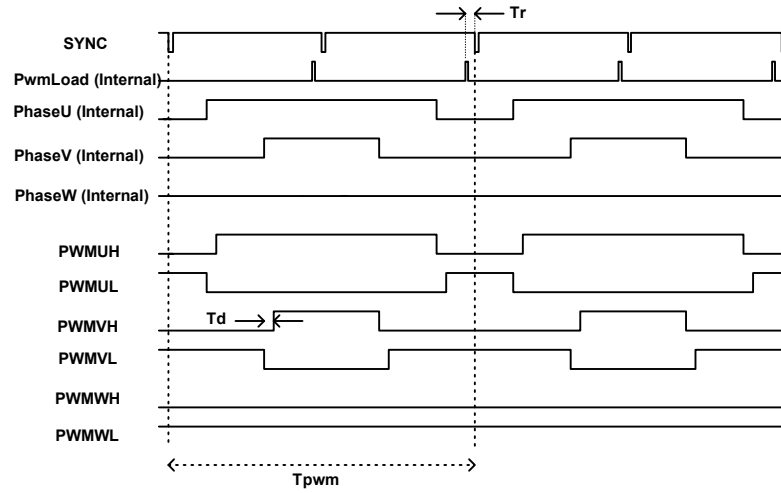 Tr
SYNC
PwmLoad (Internal)
PhaseU (Internal)
PhaseV (Internal)
PhaseW (Internal)
PWMUH
PWMUL
Td
PWMVH
PWMVL
PWMWH
PWMWL
Tpwm